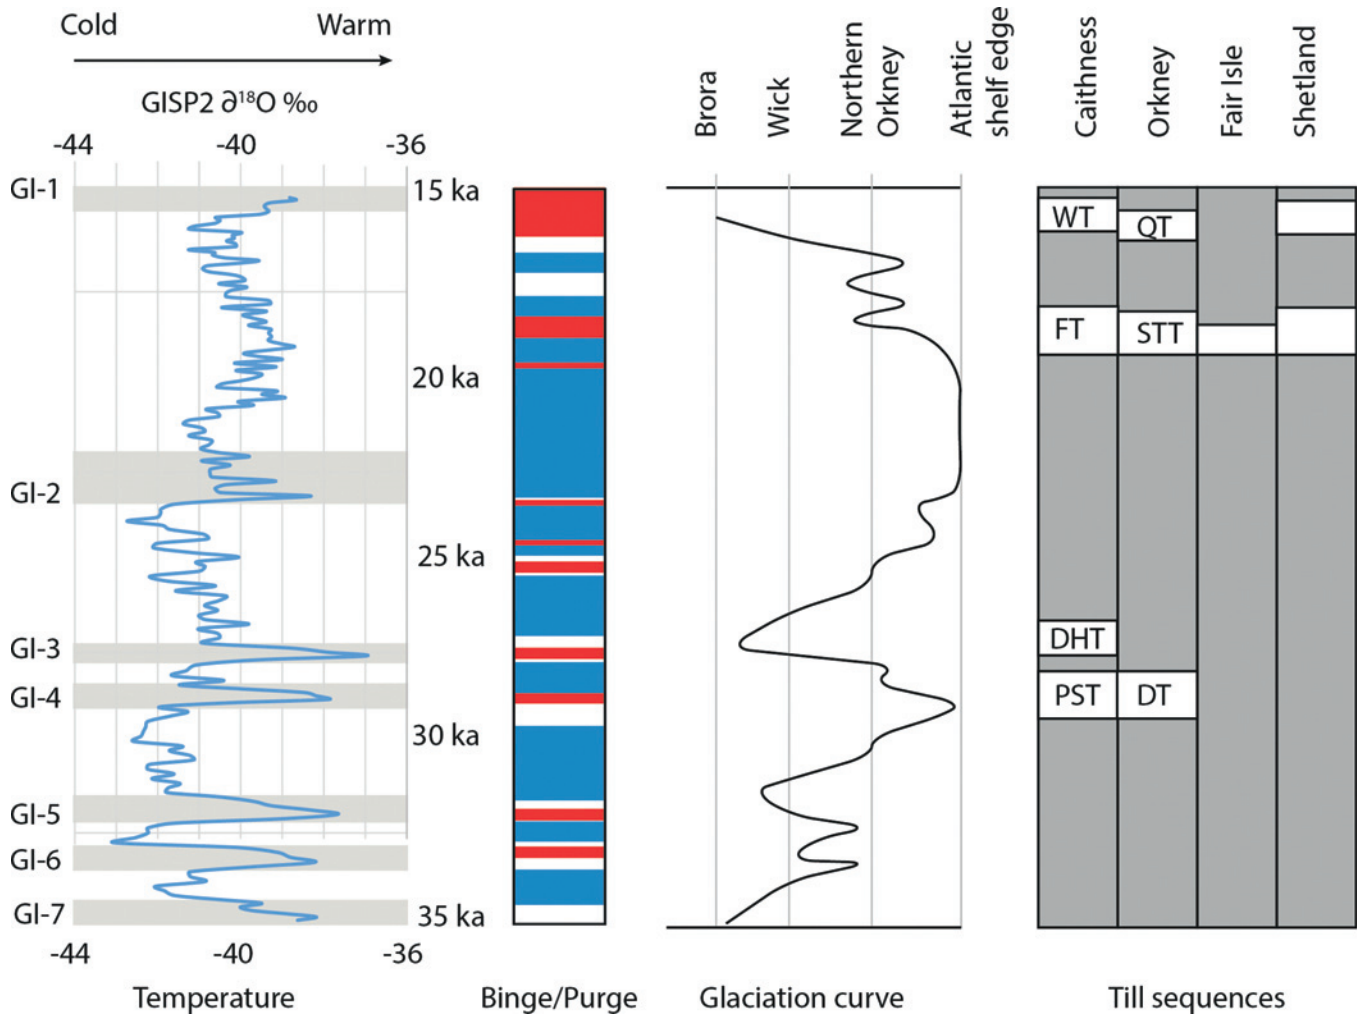 Cold Warm
GISP2 ∂¹⁸O ‰
-44 -40 -36
Brora
Wick
Northern
Orkney
Atlantic
shelf edge
Caithness
Orkney
Fair Isle
Shetland
GI-1
GI-2
GI-3
GI-4
GI-5
GI-6
GI-7
15 ka
20 ka
25 ka
30 ka
35 ka
WT
QT
FT
STT
DHT
PST
DT
-44 -40 -36
Temperature
Binge/Purge
Glaciation curve
Till sequences